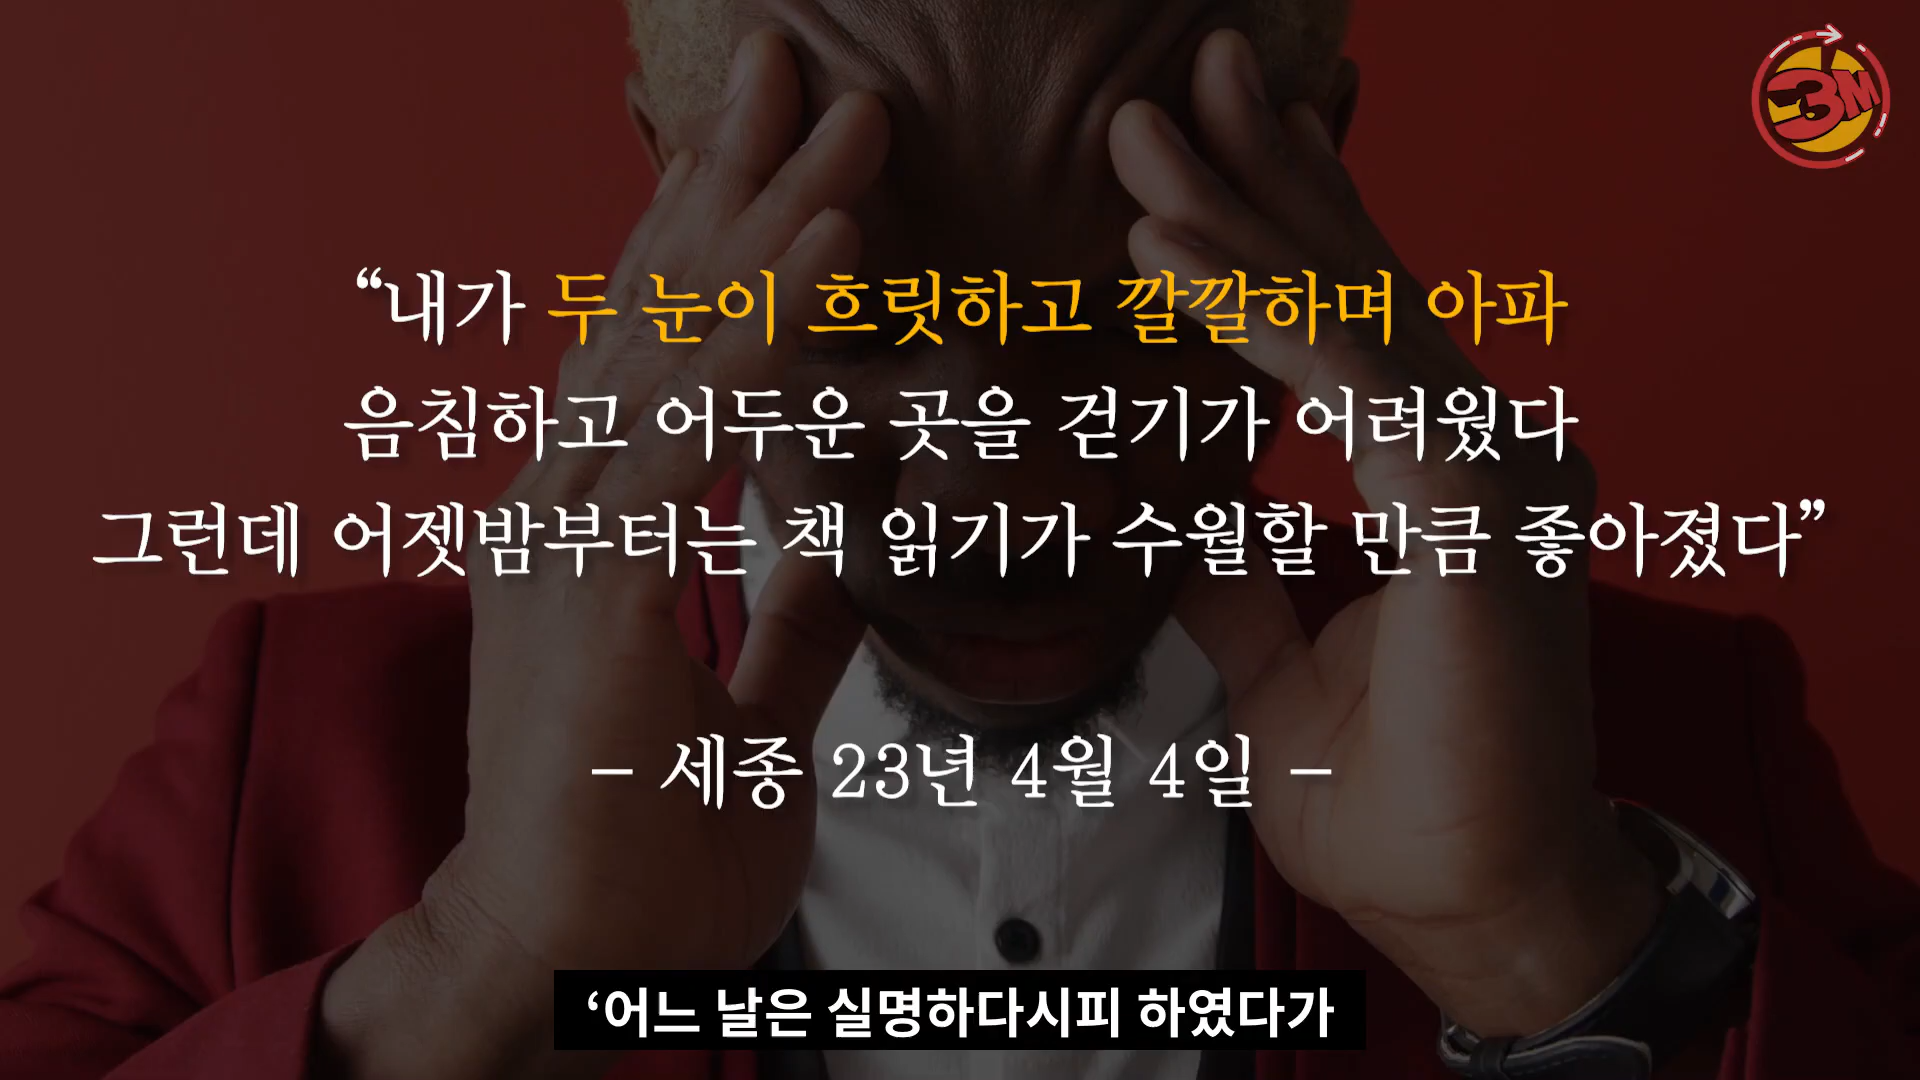 3M
“내가 두 눈이 흐릿하고 깔깔하며 아파
음침하고 어두운 곳을 걷기가 어려웠다
그런데 어젯밤부터는 책 읽기가 수월할 만큼 좋아졌다”
– 세종 23년 4월 4일 –
‘어느 날은 실명하다시피 하였다가